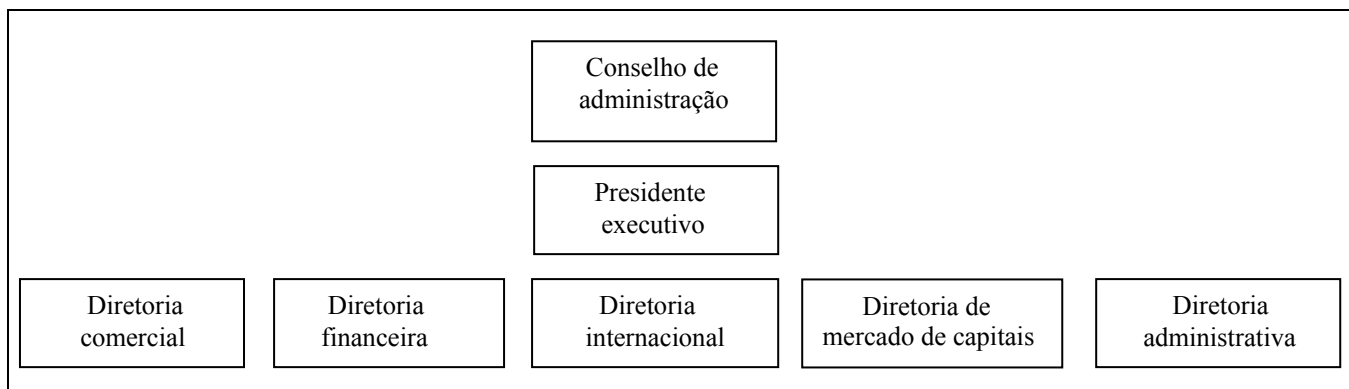 Conselho de
administração
Presidente
executivo
Diretoria
comercial
Diretoria
financeira
Diretoria
internacional
Diretoria de
mercado de capitais
Diretoria
administrativa